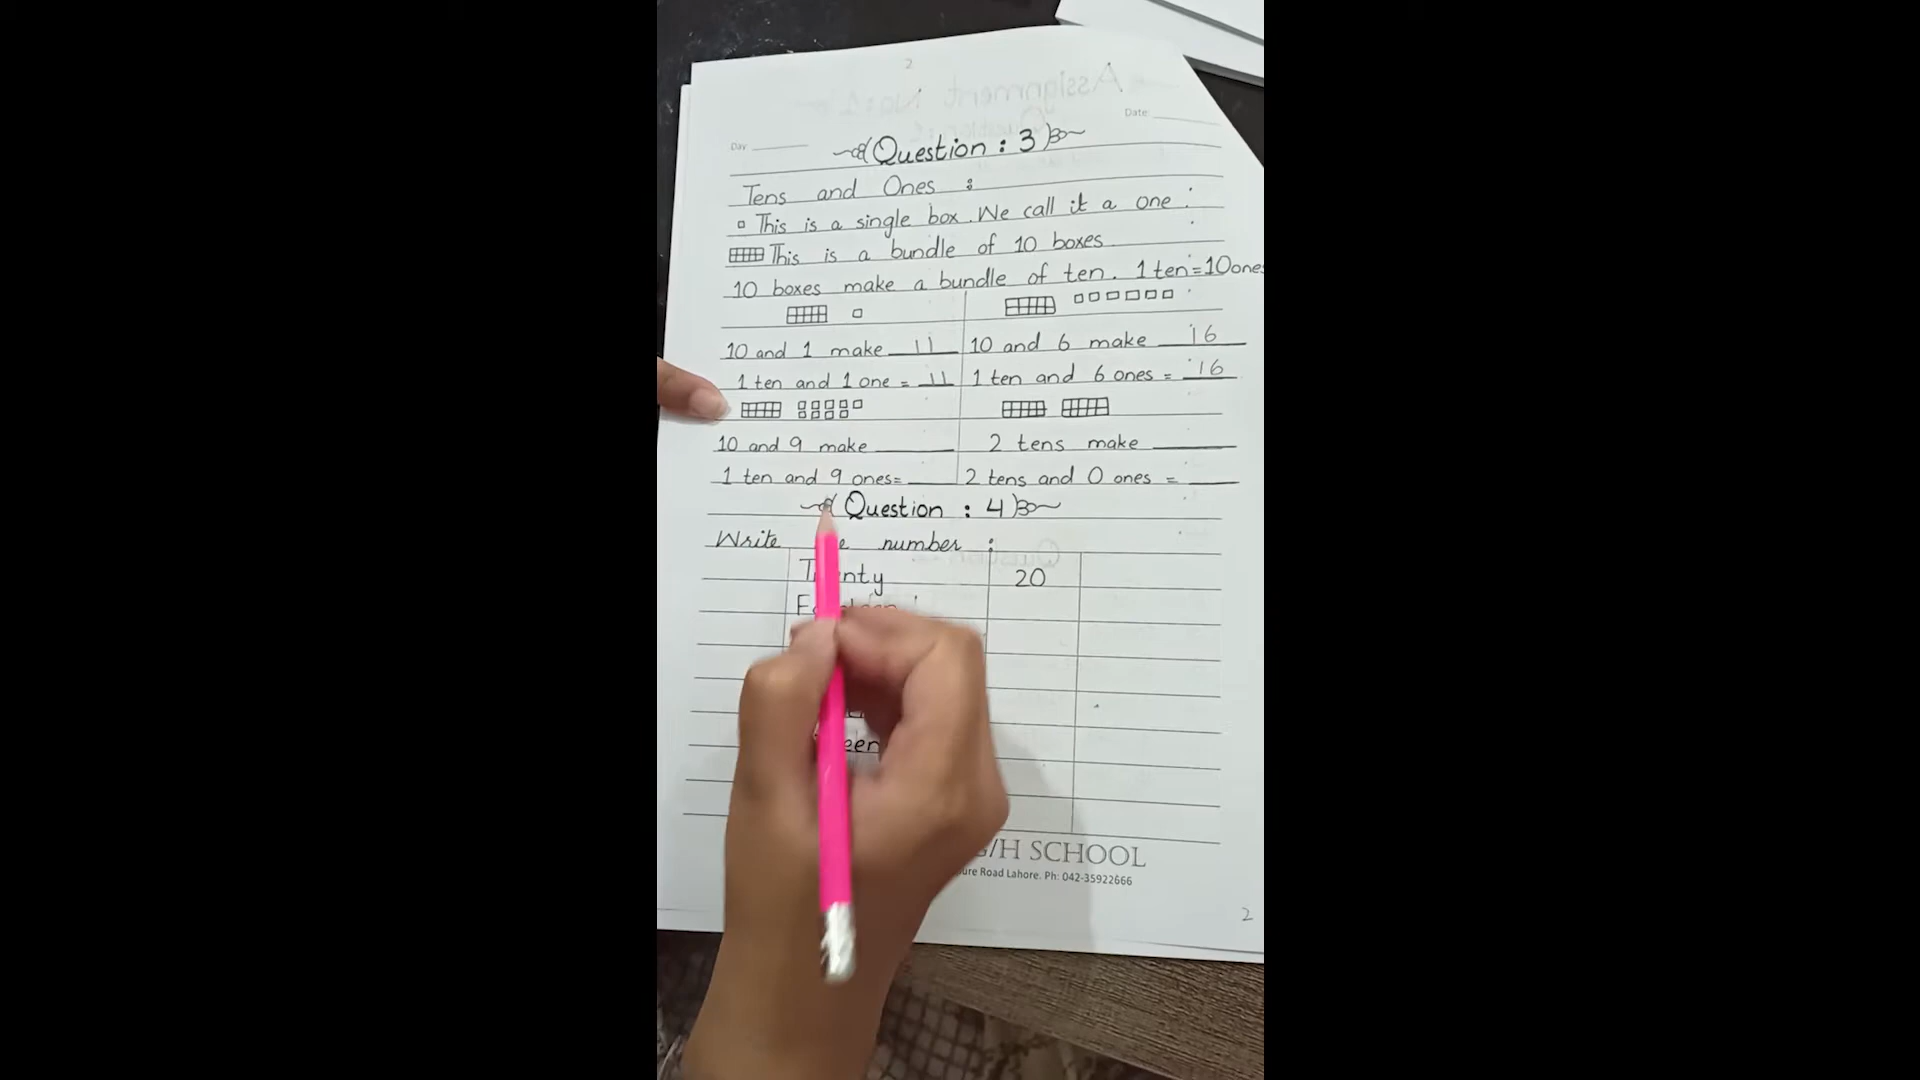 2
Date:
Day
Question : 3
Tens and Ones :
This is a single box. We call it a one.
This is a bundle of 10 boxes
10 boxes make a bundle of ten. 1 ten=10ones
10 and 1 make 11
10 and 6 make 16
1 ten and 1 one = 11
1 ten and 6 ones = 16
10 and 9 make
2 tens make
1 ten and 9 ones=
2 tens and 0 ones =
Question : 4
Write number :
20
G/H SCHOOL
Road Lahore. Ph: 042-35922666
2